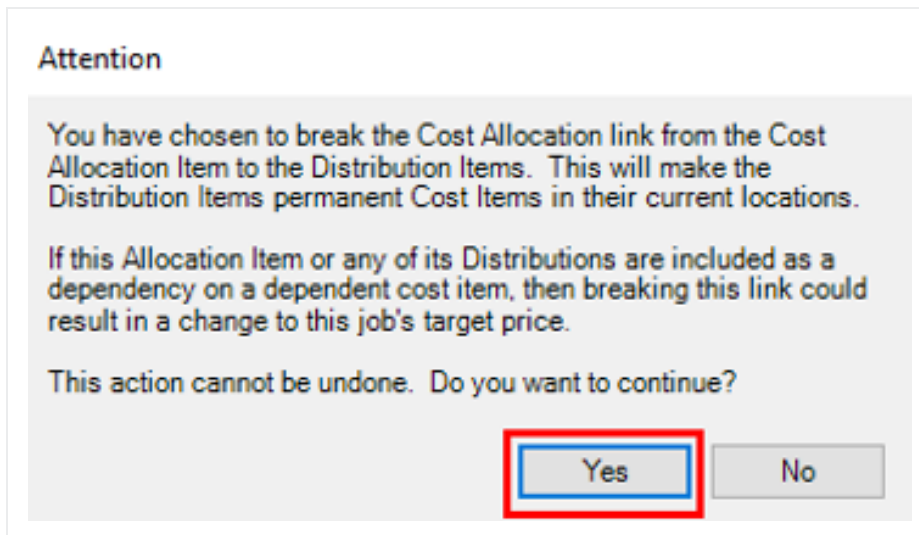 Attention
You have chosen to break the Cost Allocation link from the Cost
Allocation Item to the Distribution Items.  This will make the
Distribution Items permanent Cost Items in their current locations.
If this Allocation Item or any of its Distributions are included as a
dependency on a dependent cost item, then breaking this link could
result in a change to this job's target price.
This action cannot be undone.  Do you want to continue?
Yes
No